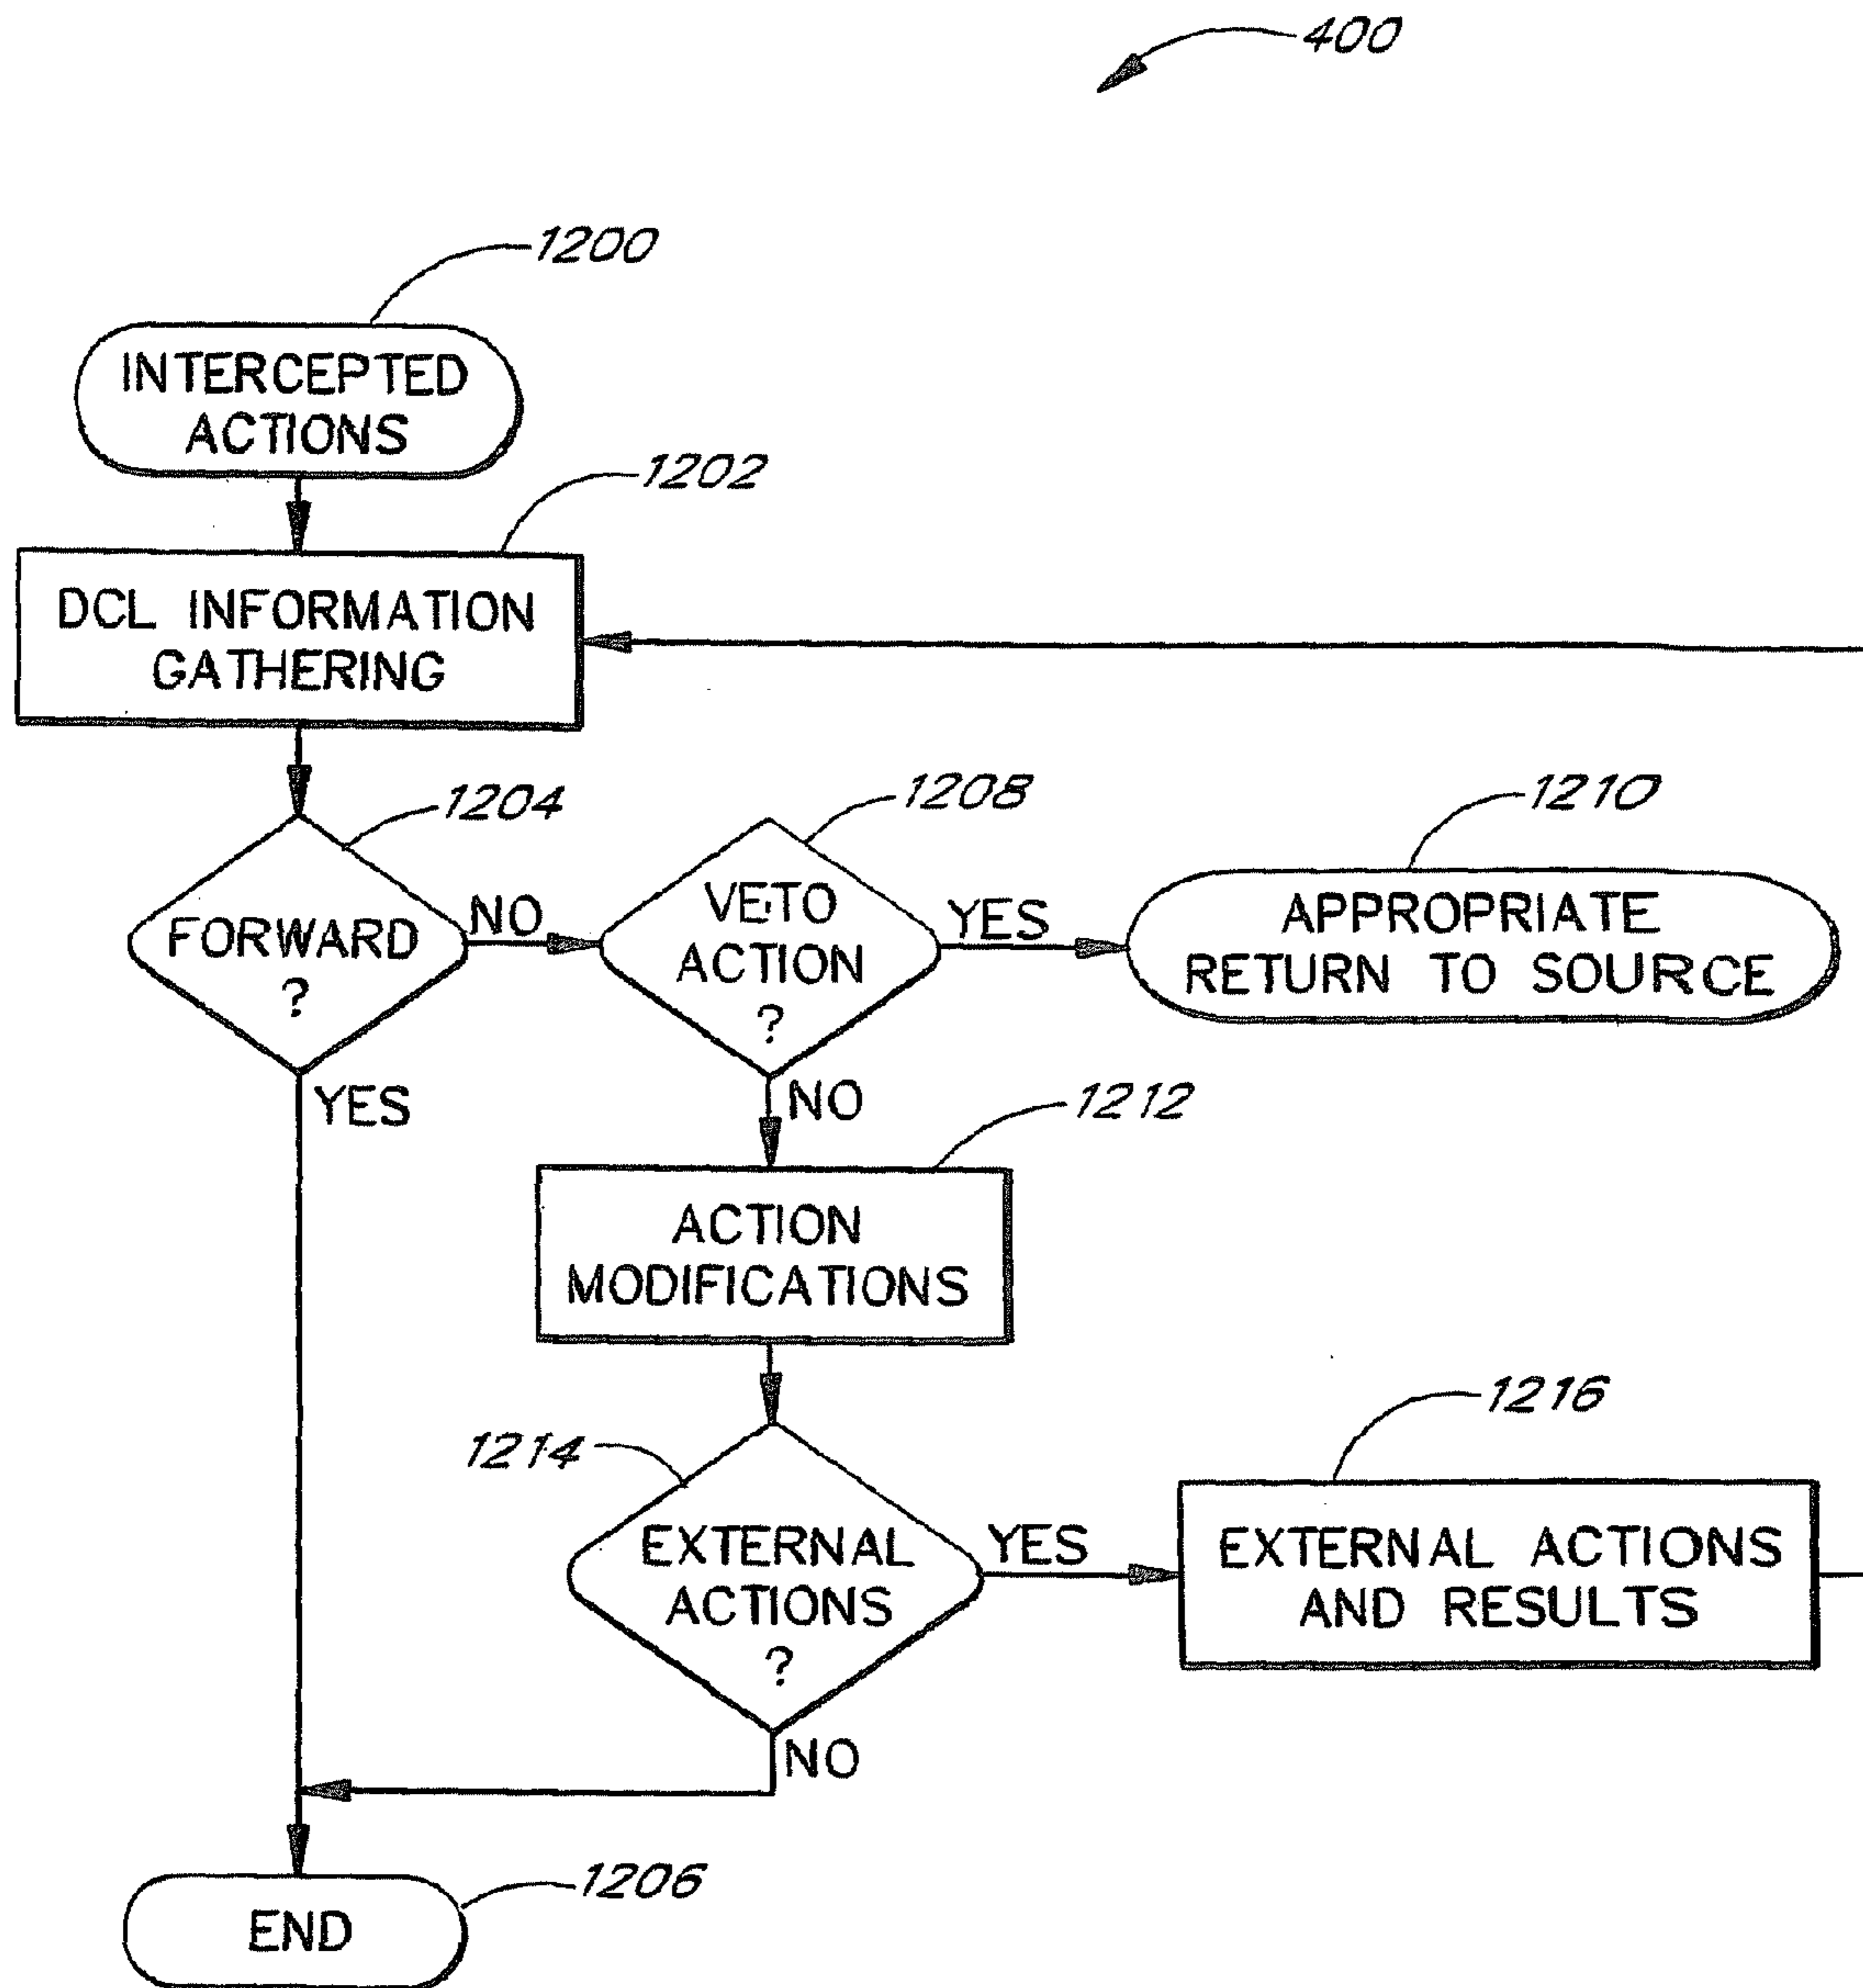 400
1200
INTERCEPTED
ACTIONS
1202
DCL INFORMATION
GATHERING
1204
FORWARD
?
NO
YES
1208
VETO
ACTION
?
YES
NO
1210
APPROPRIATE
RETURN TO SOURCE
1212
ACTION
MODIFICATIONS
1214
EXTERNAL
ACTIONS
?
YES
NO
1216
EXTERNAL ACTIONS
AND RESULTS
1206
END